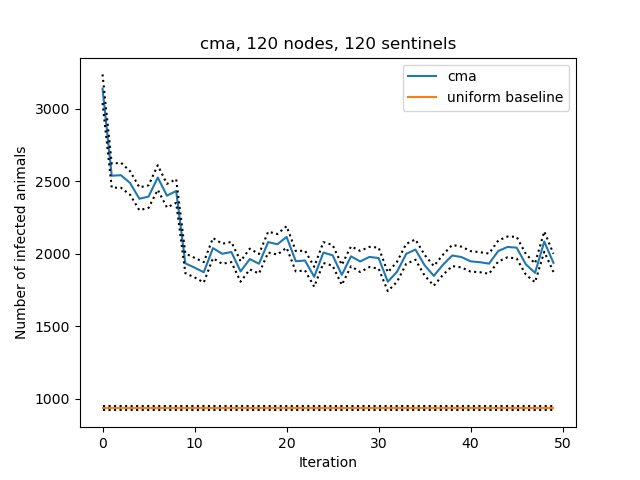 cma, 120 nodes, 120 sentinels
cma
uniform baseline
Number of infected animals
3000
2500
2000
1500
1000
0 10 20 30 40 50
Iteration